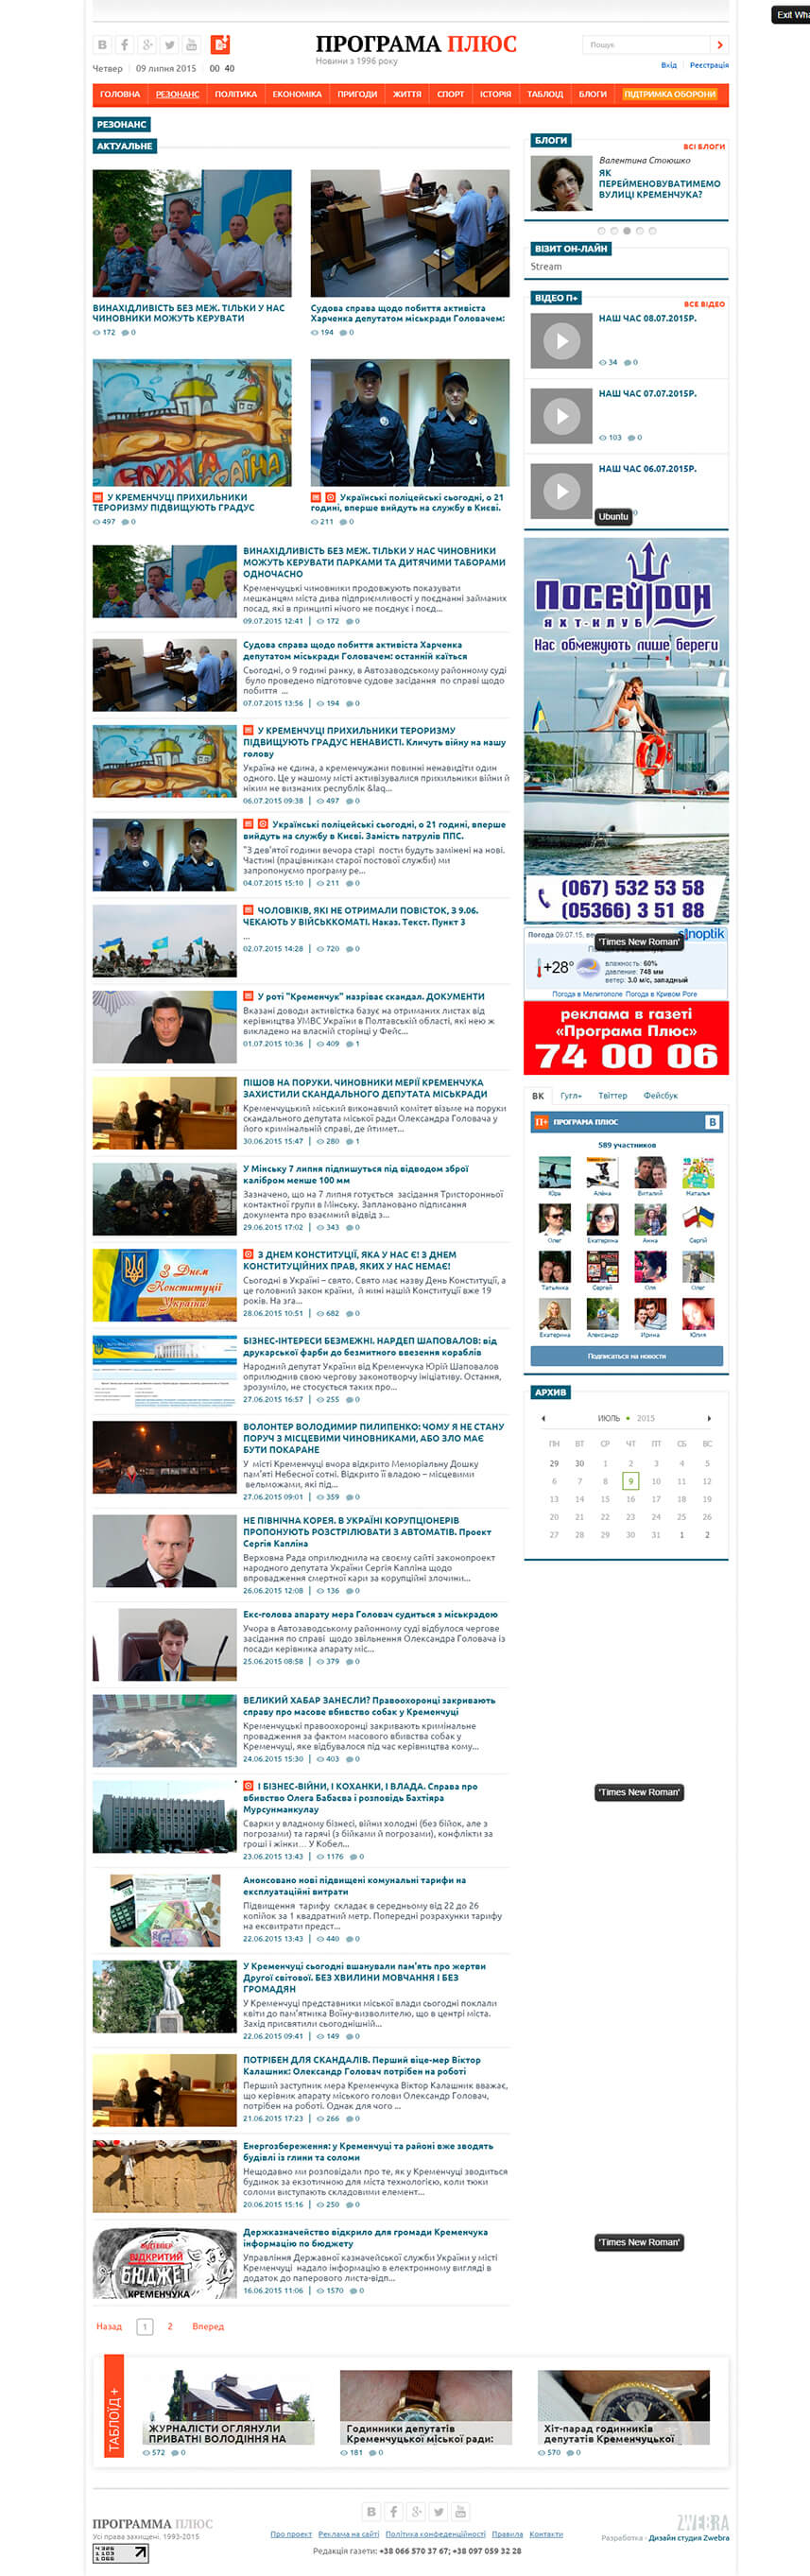 Exit Wha
ПРОГРАМА ПЛЮС
Новини з 1996 року
Пошук
Четвер 09 липня 2015 00 40
Вхід Реєстрація
ГОЛОВНА РЕЗОНАНС ПОЛІТИКА ЕКОНОМІКА ПРИГОДИ ЖИТТЯ СПОРТ ІСТОРІЯ ТАБЛОІД БЛОГИ ПІДТРИМКА ОБОРОНИ
РЕЗОНАНС
АКТУАЛЬНЕ
ВИНАХІДЛИВІСТЬ БЕЗ МЕЖ. ТІЛЬКИ У НАС
ЧИНОВНИКИ МОЖУТЬ КЕРУВАТИ
172 0
Судова справа щодо побиття активіста
Харченка депутатом міськради Головачем:
194 0
У КРЕМЕНЧУЦІ ПРИХИЛЬНИКИ
ТЕРОРИЗМУ ПІДВИЩУЮТЬ ГРАДУС
497 0
Українські поліцейські сьогодні, о 21
годині, вперше вийдуть на службу в Києві.
211 0
ВИНАХІДЛИВІСТЬ БЕЗ МЕЖ. ТІЛЬКИ У НАС ЧИНОВНИКИ
МОЖУТЬ КЕРУВАТИ ПАРКАМИ ТА ДИТЯЧИМИ ТАБОРАМИ
ОДНОЧАСНО
Кременчуцькі чиновники продовжують показувати
мешканцям міста дива підприємливості у поєднанні займаних
посад, які в принципі нічого не поєднує і поєд...
09.07.2015 12:41 | 172 0
Судова справа щодо побиття активіста Харченка
депутатом міськради Головачем: останній кається
Сьогодні, о 9 годині ранку, в Автозаводському районному суді
було проведено підготовче судове засідання по справі щодо
побиття ...
07.07.2015 13:56 | 194 0
У КРЕМЕНЧУЦІ ПРИХИЛЬНИКИ ТЕРОРИЗМУ
ПІДВИЩУЮТЬ ГРАДУС НЕНАВИСТІ. Кличуть війну на нашу
голову
Україна не єдина, а кременчужани повинні ненавидіти один
одного. Це у нашому місті активізувалися прихильники війни й
ніким не визнаних республік &laq...
06.07.2015 09:38 | 497 0
Українські поліцейські сьогодні, о 21 годині, вперше
вийдуть на службу в Києві. Замість патрулів ППС.
"З дев'ятої години вечора старі пости будуть замінені на нові.
Частині (працівникам старої постової служби) ми
запропонуємо програму ре...
04.07.2015 15:10 | 211 0
ЧОЛОВІКІВ, ЯКІ НЕ ОТРИМАЛИ ПОВІСТОК, З 9.06.
ЧЕКАЮТЬ У ВІЙСЬККОМАТІ. Наказ. Текст. Пункт 3
...
02.07.2015 14:28 | 720 0
У роті "Кременчук" назріває скандал. ДОКУМЕНТИ
Вказані доводи активістка базує на отриманих листах від
керівництва УМВС України в Полтавській області, які нею ж
викладено на власній сторінці у Фейс...
01.07.2015 10:36 | 409 1
ПІШОВ НА ПОРУКИ. ЧИНОВНИКИ МЕРІЇ КРЕМЕНЧУКА
ЗАХИСТИЛИ СКАНДАЛЬНОГО ДЕПУТАТА МІСЬКРАДИ
Кременчуцький міський виконавчий комітет візьме на поруки
скандального депутата міської ради Олександра Головача у
його кримінальній справі, де йтимет...
30.06.2015 15:47 | 280 1
У Мінську 7 липня підпишуться під відводом зброї
калібром менше 100 мм
Зазначено, що на 7 липня готується засідання Тристоронньої
контактної групи в Мінську. Заплановано підписання
документа про взаємний відвід з...
29.06.2015 17:02 | 343 0
З Днем
Конституції
України!
З ДНЕМ КОНСТИТУЦІЇ, ЯКА У НАС Є! З ДНЕМ
КОНСТИТУЦІЙНИХ ПРАВ, ЯКИХ У НАС НЕМАЄ!
Сьогодні в Україні – свято. Свято має назву День Конституції, а
це головний закон країни, й нині нашій Конституції вже 19
років. На зга...
28.06.2015 10:51 | 682 0
БІЗНЕС-ІНТЕРЕСИ БЕЗМЕЖНІ. НАРДЕП ШАПОВАЛОВ: від
друкарської фарби до безмитного ввезення кораблів
Народний депутат України від Кременчука Юрій Шаповалов
оприлюднив свою чергову законотворчу ініціативу. Остання,
зрозуміло, не стосується таких про...
27.06.2015 16:57 | 255 0
ВОЛОНТЕР ВОЛОДИМИР ПИЛИПЕНКО: ЧОМУ Я НЕ СТАНУ
ПОРУЧ З МІСЦЕВИМИ ЧИНОВНИКАМИ, АБО ЗЛО МАЄ
БУТИ ПОКАРАНЕ
У місті Кременчуці вчора відкрито Меморіальну Дошку
пам'яті Небесної сотні. Відкрито її владою – місцевими
вельможами, які під...
27.06.2015 09:01 | 359 0
НЕ ПІВНІЧНА КОРЕЯ. В УКРАЇНІ КОРУПЦІОНЕРІВ
ПРОПОНУЮТЬ РОЗСТРІЛЮВАТИ З АВТОМАТІВ. Проект
Сергія Капліна
Верховна Рада оприлюднила на своєму сайті законопроект
народного депутата України Сергія Капліна щодо
впровадження смертної кари за корупційні злочини...
26.06.2015 12:08 | 136 0
Екс-голова апарату мера Головач судиться з міськрадою
Учора в Автозаводському районному суді відбулося чергове
засідання по справі щодо звільнення Олександра Головача із
посади керівника апарату міс...
25.06.2015 08:58 | 379 0
ВЕЛИКИЙ ХАБАР ЗАНЕСЛИ? Правоохоронці закривають
справу про масове вбивство собак у Кременчуці
Кременчуцькі правоохоронці закривають кримінальне
провадження за фактом масового вбивства собак у
Кременчуці, яке відбувалося під час керівництва кому...
24.06.2015 15:30 | 403 0
І БІЗНЕС-ВІЙНИ, І КОХАНКИ, І ВЛАДА. Справа про
вбивство Олега Бабаєва і розповідь Бахтіяра
Мурсунманкулау
Сварки у владному бізнесі, війни холодні (без бійок, але з
погрозами) та гарячі (з бійками й погрозами), конфлікти за
гроші і жінки... У Кобел...
23.06.2015 13:43 | 1176 0
Анонсовано нові підвищені комунальні тарифи на
експлуатаційні витрати
Підвищення тарифу складає в середньому від 22 до 26
копійок за 1 квадратний метр. Попередні розрахунки тарифу
на ексвитрати предст...
22.06.2015 13:43 | 440 0
У Кременчуці сьогодні вшанували пам'ять про жертви
Другої світової. БЕЗ ХВИЛИНИ МОВЧАННЯ І БЕЗ
ГРОМАДЯН
У Кременчуці представники міської влади сьогодні поклали
квіти до пам'ятника Воїну-визволителю, що в центрі міста.
Захід присвятили сьогоднішній...
22.06.2015 09:41 | 149 0
ПОТРІБЕН ДЛЯ СКАНДАЛІВ. Перший віце-мер Віктор
Калашник: Олександр Головач потрібен на роботі
Перший заступник мера Кременчука Віктор Калашник вважає,
що керівник апарату міського голови Олександр Головач,
потрібен на роботі. Однак для чого ...
21.06.2015 17:23 | 266 0
Енергозбереження: у Кременчуці та районі вже зводять
будівлі із глини та соломи
Нещодавно ми розповідали про те, як у Кременчуці зводиться
будинок за екзотичною для міста технологією, коли тюки
соломи виступають складовими елемент...
20.06.2015 15:16 | 250 0
ВІДКРИТИЙ
БЮДЖЕТ
КРЕМЕНЧУКА
Держказначейство відкрило для громади Кременчука
інформацію по бюджету
Управління Державної казначейської служби України у місті
Кременчуці надало інформацію в електронному вигляді в
додаток до паперового листа-відп...
16.06.2015 11:06 | 1570 0
Назад 1 2 Вперед
БЛОГИ
ВСІ БЛОГИ
Валентина Стоюшко
ЯК
ПЕРЕЙМЕНОВУВАТИМЕМО
ВУЛИЦІ КРЕМЕНЧУКА?
ВІЗИТ ОН-ЛАЙН
Stream
ВІДЕО П+
ВСЕ ВІДЕО
НАШ ЧАС 08.07.2015Р.
34 0
НАШ ЧАС 07.07.2015Р.
103 0
НАШ ЧАС 06.07.2015Р.
Ubuntu
0
Посейдон
ЯХТ-КЛУБ
Нас обмежують лише береги
(067) 532 53 58
(05366) 3 51 88
Погода 09.07.15, ве
sinoptik
'Times New Roman'
+28°
влажность: 60%
давление: 748 мм
ветер: 3.0 м/с, западный
Погода в Мелитополе Погода в Кривом Роге
реклама в газеті
«Програма Плюс»
74 00 06
ВК Гугл+ Твіттер Фейсбук
П+ ПРОГРАМА ПЛЮС В
589 участников
Юра Алёна Виталий Наталья
Олег Екатерина Анна Сергій
Татьяна Сергей Оля Олег
Екатерина Александр Ирина Юлия
Подписаться на новости
АРХИВ
ИЮЛЬ • 2015
ПН ВТ СР ЧТ ПТ СБ ВС
29 30 1 2 3 4 5
6 7 8 9 10 11 12
13 14 15 16 17 18 19
20 21 22 23 24 25 26
27 28 29 30 31 1 2
'Times New Roman'
'Times New Roman'
ТАБЛОЇД +
ЖУРНАЛІСТИ ОГЛЯНУЛИ
ПРИВАТНІ ВОЛОДІННЯ НА
572 0
Годинники депутатів
Кременчуцької міської ради:
181 0
Хіт-парад годинників
депутатів Кременчуцької
570 0
ПРОГРАММА ПЛЮС
Усі права захищені. 1993-2015
Про проект Реклама на сайті Політика конфеденційності Правила Контакти
Редакція газети: +38 066 570 37 67; +38 097 059 32 28
ZWEBRA
Разработка - Дизайн студия Zwebra